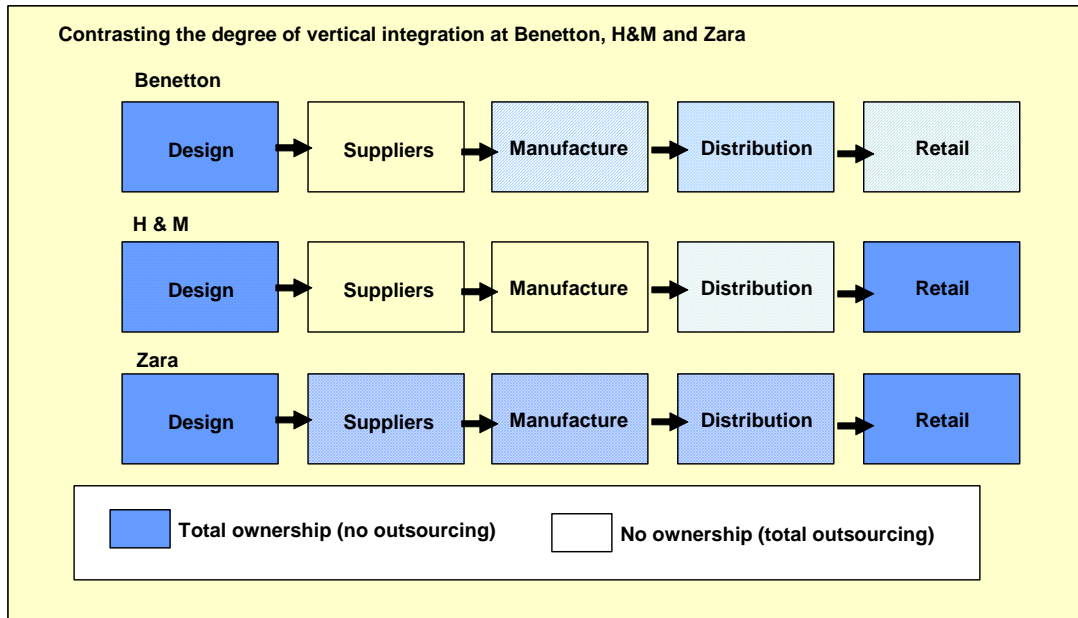 Contrasting the degree of vertical integration at Benetton, H&M and Zara
Benetton
Design
Suppliers
Manufacture
Distribution
Retail
H & M
Design
Suppliers
Manufacture
Distribution
Retail
Zara
Design
Suppliers
Manufacture
Distribution
Retail
Total ownership (no outsourcing)
No ownership (total outsourcing)